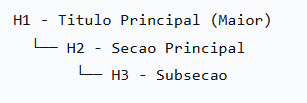 H1 - Titulo Principal (Maior)
└── H2 - Secao Principal
└── H3 - Subsecao